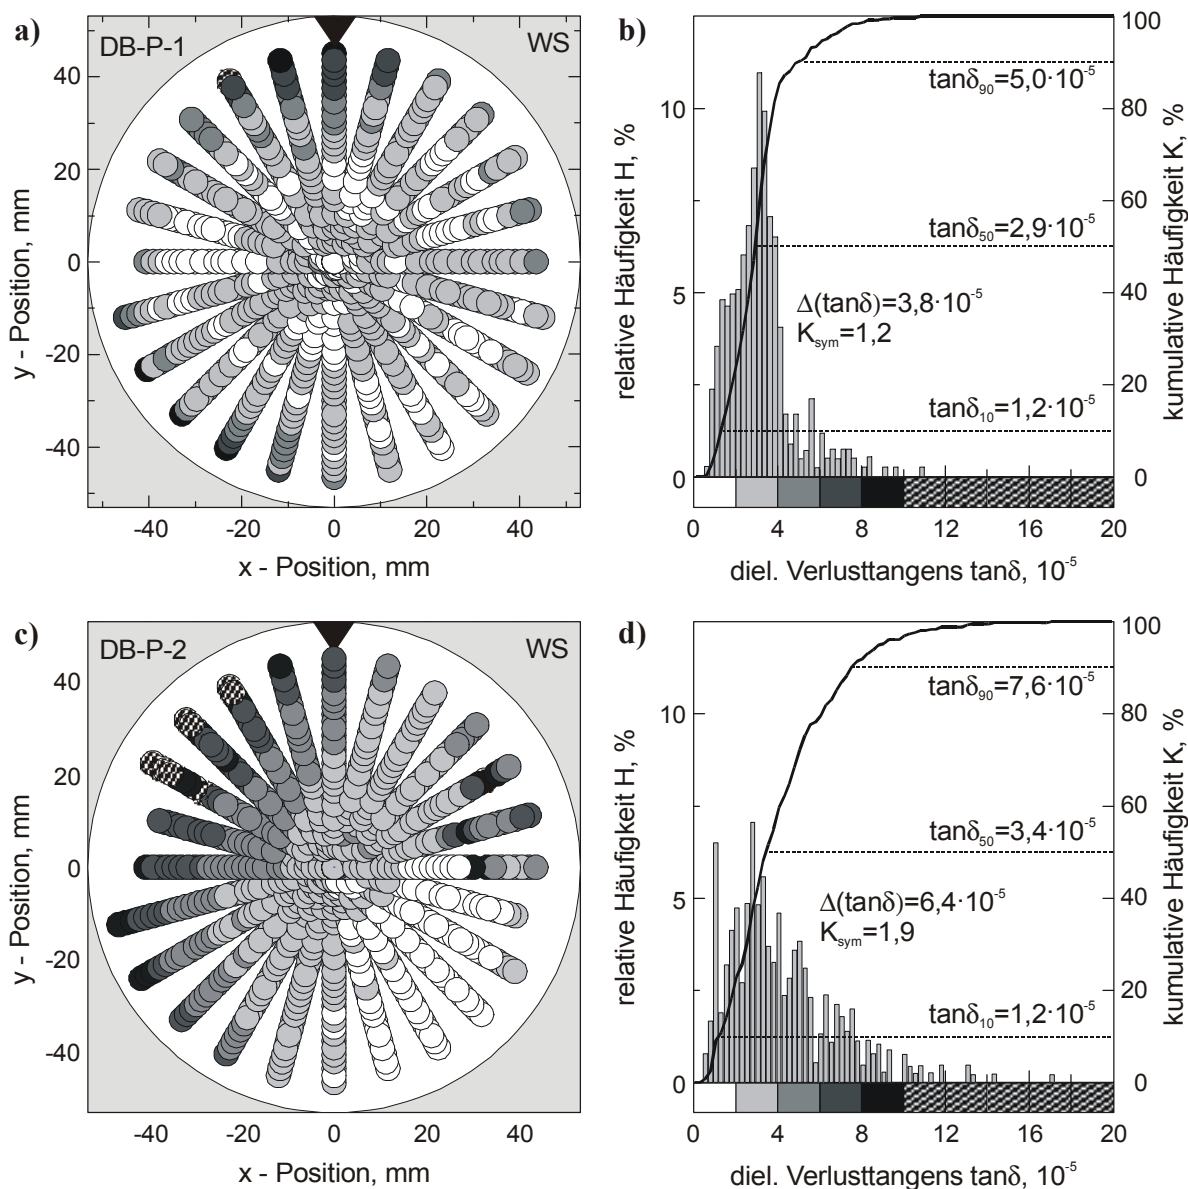 a)
DB-P-1
WS
40
20
0
-20
-40
y - Position, mm
-40 -20 0 20 40
x - Position, mm
b)
10
5
0
relative Häufigkeit H, %
100
80
60
40
20
0
kumulative Häufigkeit K, %
tanδ90=5,0·10-5
tanδ50=2,9·10-5
Δ(tanδ)=3,8·10-5
Ksym=1,2
tanδ10=1,2·10-5
0 4 8 12 16 20
diel. Verlusttangens tanδ, 10-5
c)
DB-P-2
WS
40
20
0
-20
-40
y - Position, mm
-40 -20 0 20 40
x - Position, mm
d)
10
5
0
relative Häufigkeit H, %
100
80
60
40
20
0
kumulative Häufigkeit K, %
tanδ90=7,6·10-5
tanδ50=3,4·10-5
Δ(tanδ)=6,4·10-5
Ksym=1,9
tanδ10=1,2·10-5
0 4 8 12 16 20
diel. Verlusttangens tanδ, 10-5